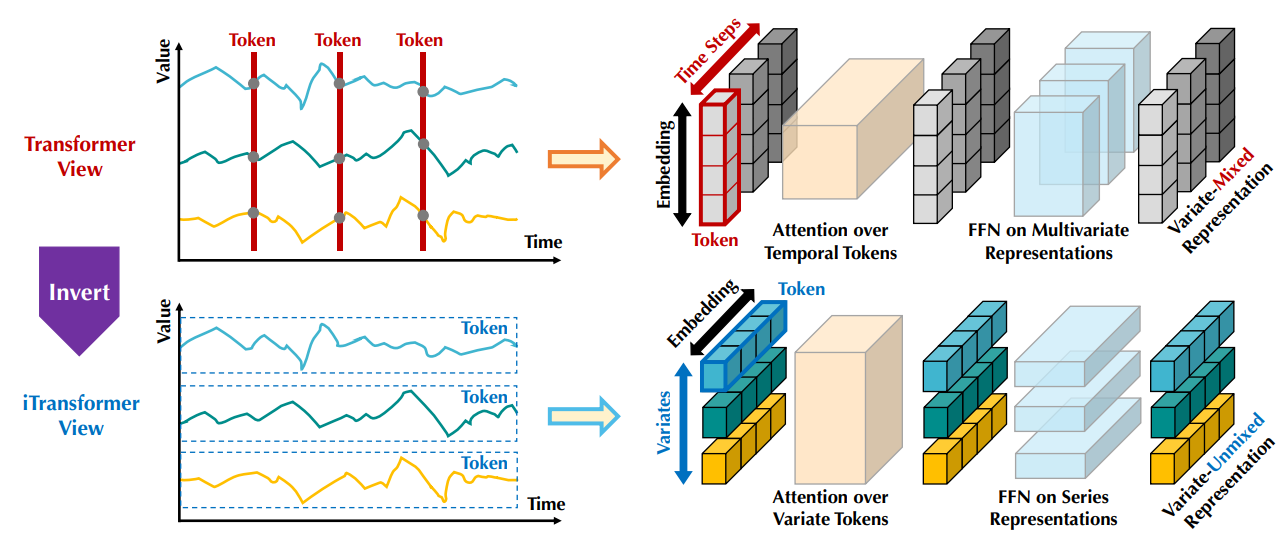 Token
Token
Token
Value
Transformer
View
Time
Time Steps
Embedding
Token
Attention over
Temporal Tokens
FFN on Multivariate
Representations
Variate-Mixed
Representation
Invert
Value
Token
Token
Token
iTransformer
View
Time
Embedding
Token
Variates
Attention over
Variate Tokens
FFN on Series
Representations
Variate-Unmixed
Representation